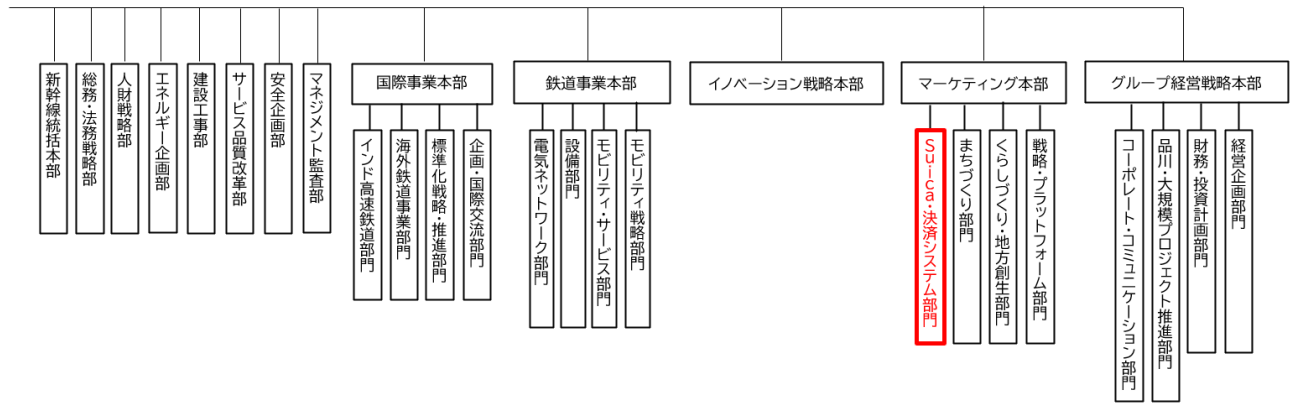 新幹線統括本部
総務・法務戦略部
人財戦略部
エネルギー企画部
建設工事部
サービス品質改革部
安全企画部
マネジメント監査部
国際事業本部
インド高速鉄道部門
海外鉄道事業部門
標準化戦略・推進部門
企画・国際交流部門
鉄道事業本部
電気ネットワーク部門
設備部門
モビリティ・サービス部門
モビリティ戦略部門
イノベーション戦略本部
マーケティング本部
Suica・決済システム部門
まちづくり部門
くらしづくり・地方創生部門
戦略・プラットフォーム部門
グループ経営戦略本部
コーポレート・コミュニケーション部門
品川・大規模プロジェクト推進部門
財務・投資計画部門
経営企画部門